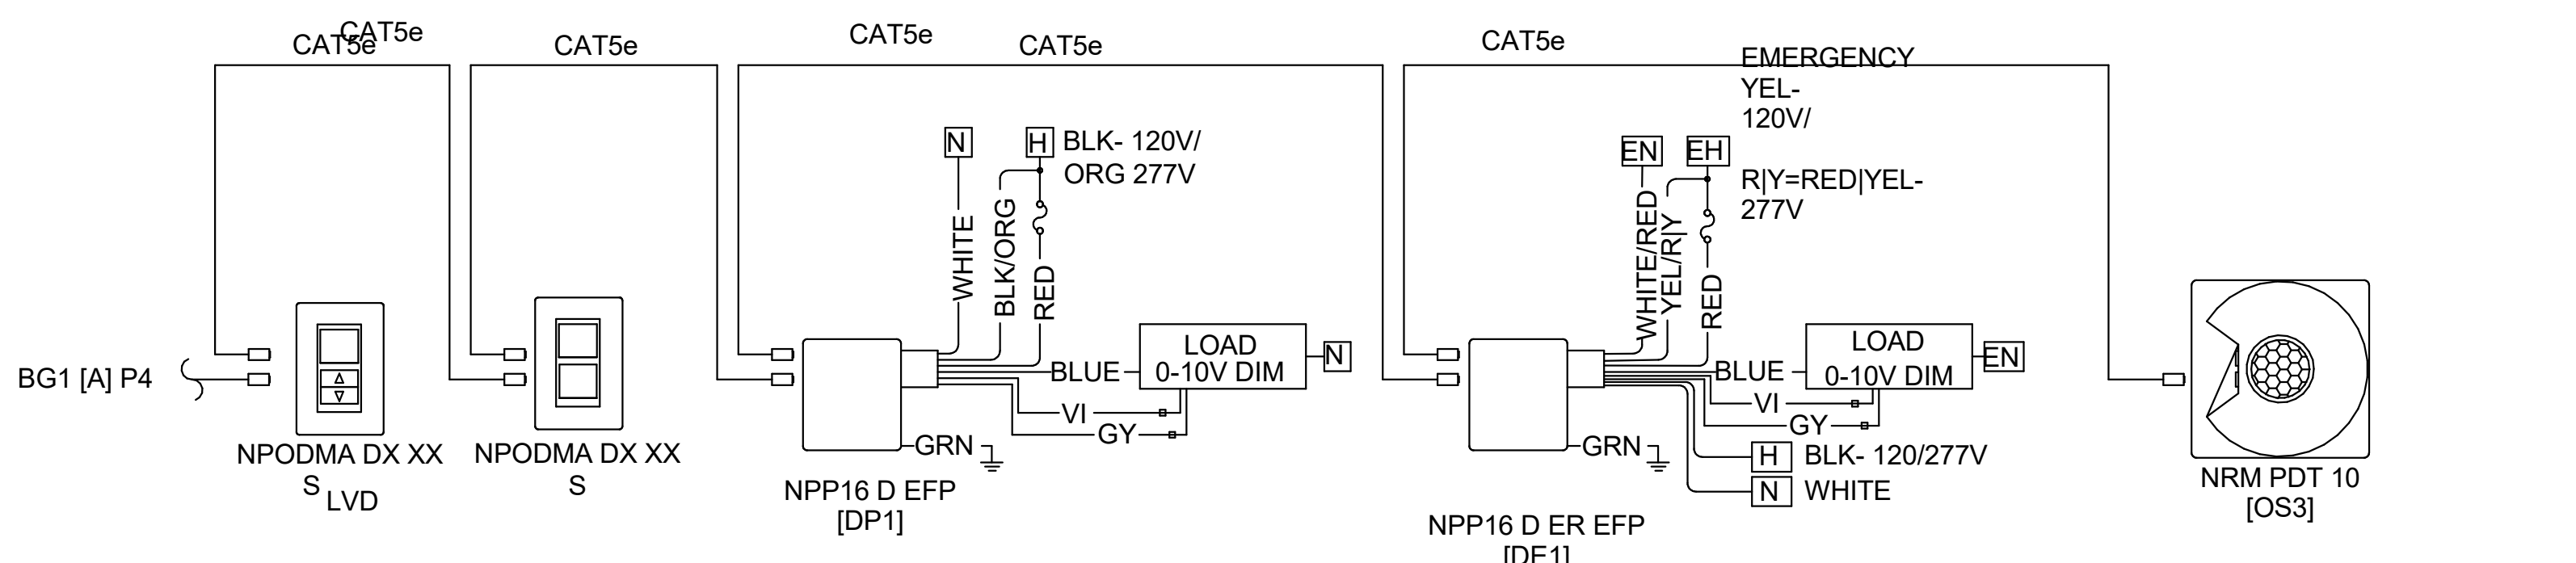 CAT5e
CAT5e
CAT5e
CAT5e
CAT5e
CAT5e
EMERGENCY
YEL-
120V/
N
H
BLK- 120V/
ORG 277V
EN
EH
R|Y=RED|YEL-
277V
WHITE
BLK/ORG
RED
WHITE/RED
YEL/R|Y
RED
BG1 [A] P4
BLUE
LOAD
0-10V DIM
N
VI
GY
GRN
BLUE
LOAD
0-10V DIM
EN
VI
GY
GRN
H
BLK- 120/277V
N
WHITE
NPODMA DX XX
S
LVD
NPODMA DX XX
S
NPP16 D EFP
[DP1]
NPP16 D ER EFP
[DE1]
NRM PDT 10
[OS3]